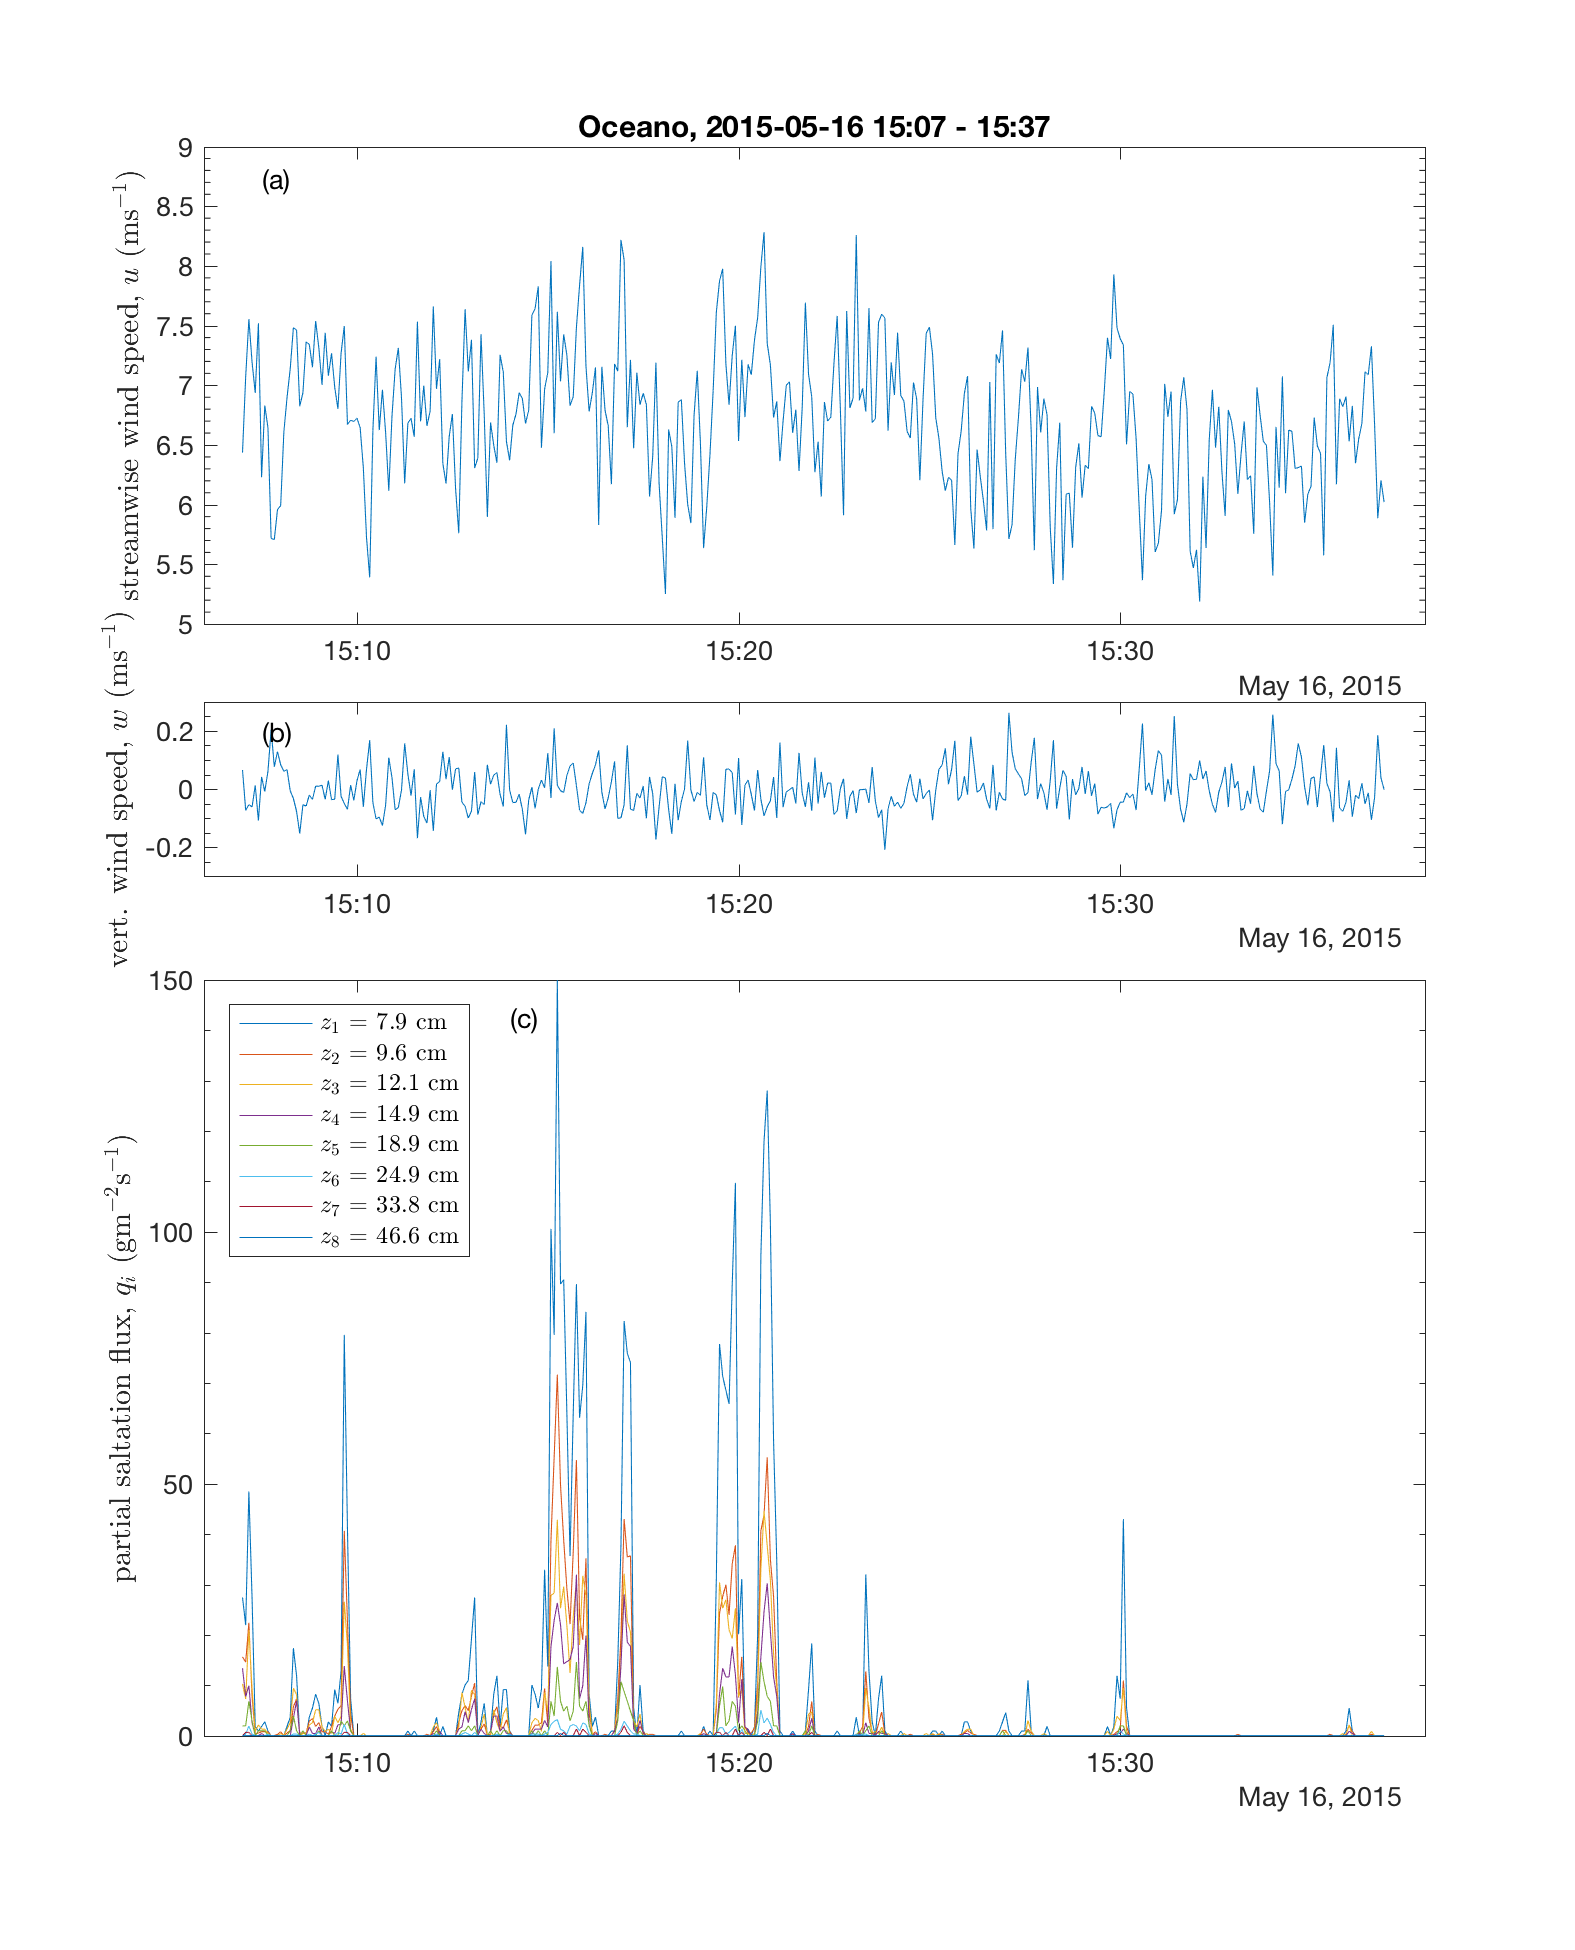 Oceano, 2015-05-16 15:07 - 15:37
streamwise wind speed, u (ms⁻¹)
9
8.5
8
7.5
7
6.5
6
5.5
5
(a)
15:10 15:20 15:30
May 16, 2015
vert. wind speed, w (ms⁻¹)
0.2
0
-0.2
(b)
15:10 15:20 15:30
May 16, 2015
partial saltation flux, qᵢ (gm⁻²s⁻¹)
150
100
50
0
(c)
z₁ = 7.9 cm
z₂ = 9.6 cm
z₃ = 12.1 cm
z₄ = 14.9 cm
z₅ = 18.9 cm
z₆ = 24.9 cm
z₇ = 33.8 cm
z₈ = 46.6 cm
15:10 15:20 15:30
May 16, 2015